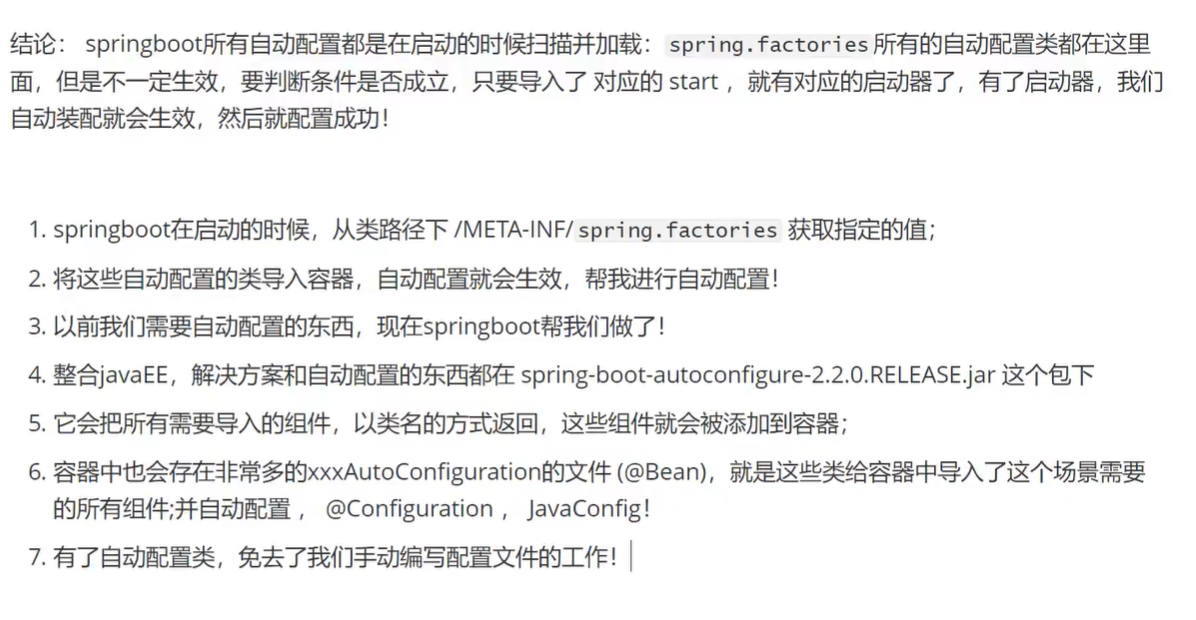 结论： springboot所有自动配置都是在启动的时候扫描并加载：spring.factories所有的自动配置类都在这里
面，但是不一定生效，要判断条件是否成立，只要导入了 对应的 start ，就有对应的启动器了，有了启动器，我们
自动装配就会生效，然后就配置成功！
1. springboot在启动的时候，从类路径下 /META-INF/spring.factories 获取指定的值；
2. 将这些自动配置的类导入容器，自动配置就会生效，帮我进行自动配置！
3. 以前我们需要自动配置的东西，现在springboot帮我们做了！
4. 整合javaEE，解决方案和自动配置的东西都在 spring-boot-autoconfigure-2.2.0.RELEASE.jar 这个包下
5. 它会把所有需要导入的组件，以类名的方式返回，这些组件就会被添加到容器；
6. 容器中也会存在非常多的xxxAutoConfiguration的文件 (@Bean)，就是这些类给容器中导入了这个场景需要
的所有组件;并自动配置 ， @Configuration ， JavaConfig！
7. 有了自动配置类，免去了我们手动编写配置文件的工作！